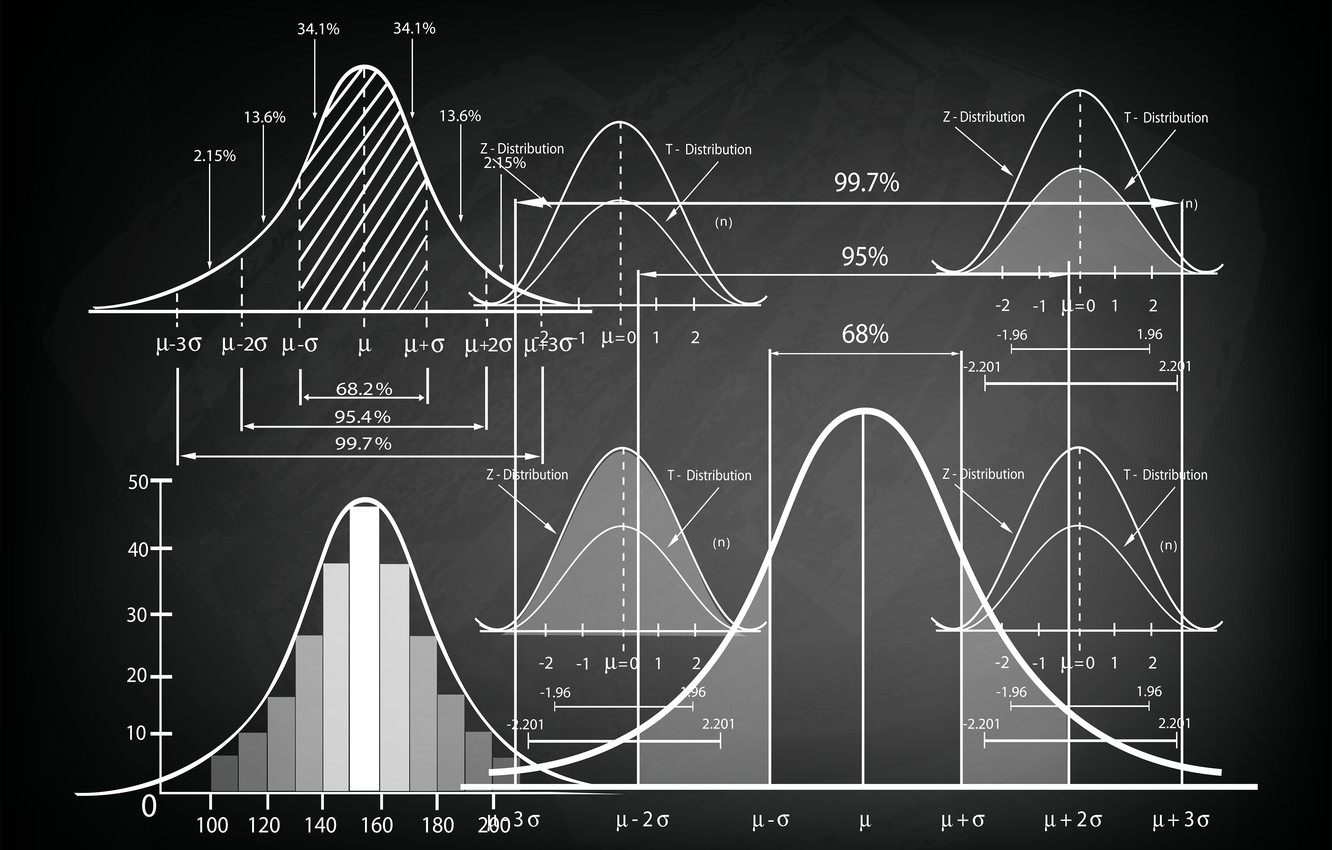 34.1% 34.1%
13.6% 13.6%
2.15% 2.15%
μ-3σ μ-2σ μ-σ μ μ+σ μ+2σ μ+3σ
68.2%
95.4%
99.7%
Z - Distribution T - Distribution
(n)
-2 -1 μ=0 1 2
Z - Distribution T - Distribution
(n)
-2 -1 μ=0 1 2
-1.96 1.96
-2.201 2.201
99.7%
95%
68%
50
40
30
20
10
0
100 120 140 160 180 200
Z - Distribution T - Distribution
(n)
-2 -1 μ=0 1 2
-1.96 1.96
-2.201 2.201
Z - Distribution T - Distribution
(n)
-2 -1 μ=0 1 2
-1.96 1.96
-2.201 2.201
μ-3σ μ-2σ μ-σ μ μ+σ μ+2σ μ+3σ